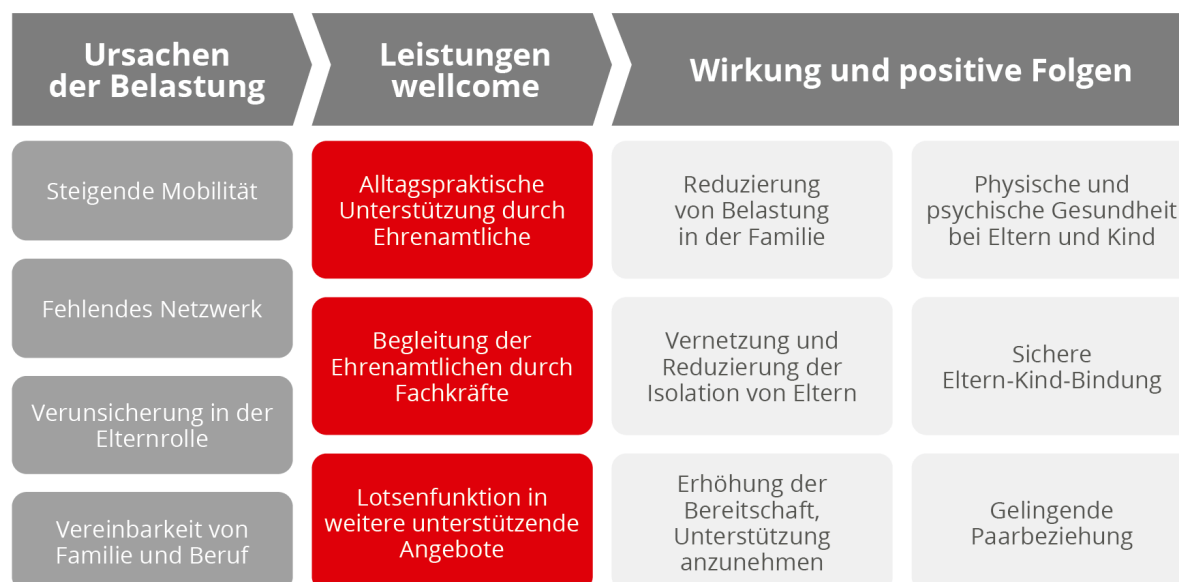 Ursachen
der Belastung
Leistungen
wellcome
Wirkung und positive Folgen
Steigende Mobilität
Fehlendes Netzwerk
Verunsicherung in der
Elternrolle
Vereinbarkeit von
Familie und Beruf
Alltagspraktische
Unterstützung durch
Ehrenamtliche
Begleitung der
Ehrenamtlichen durch
Fachkräfte
Lotsenfunktion in
weitere unterstützende
Angebote
Reduzierung
von Belastung
in der Familie
Vernetzung und
Reduzierung der
Isolation von Eltern
Erhöhung der
Bereitschaft,
Unterstützung
anzunehmen
Physische und
psychische Gesundheit
bei Eltern und Kind
Sichere
Eltern-Kind-Bindung
Gelingende
Paarbeziehung